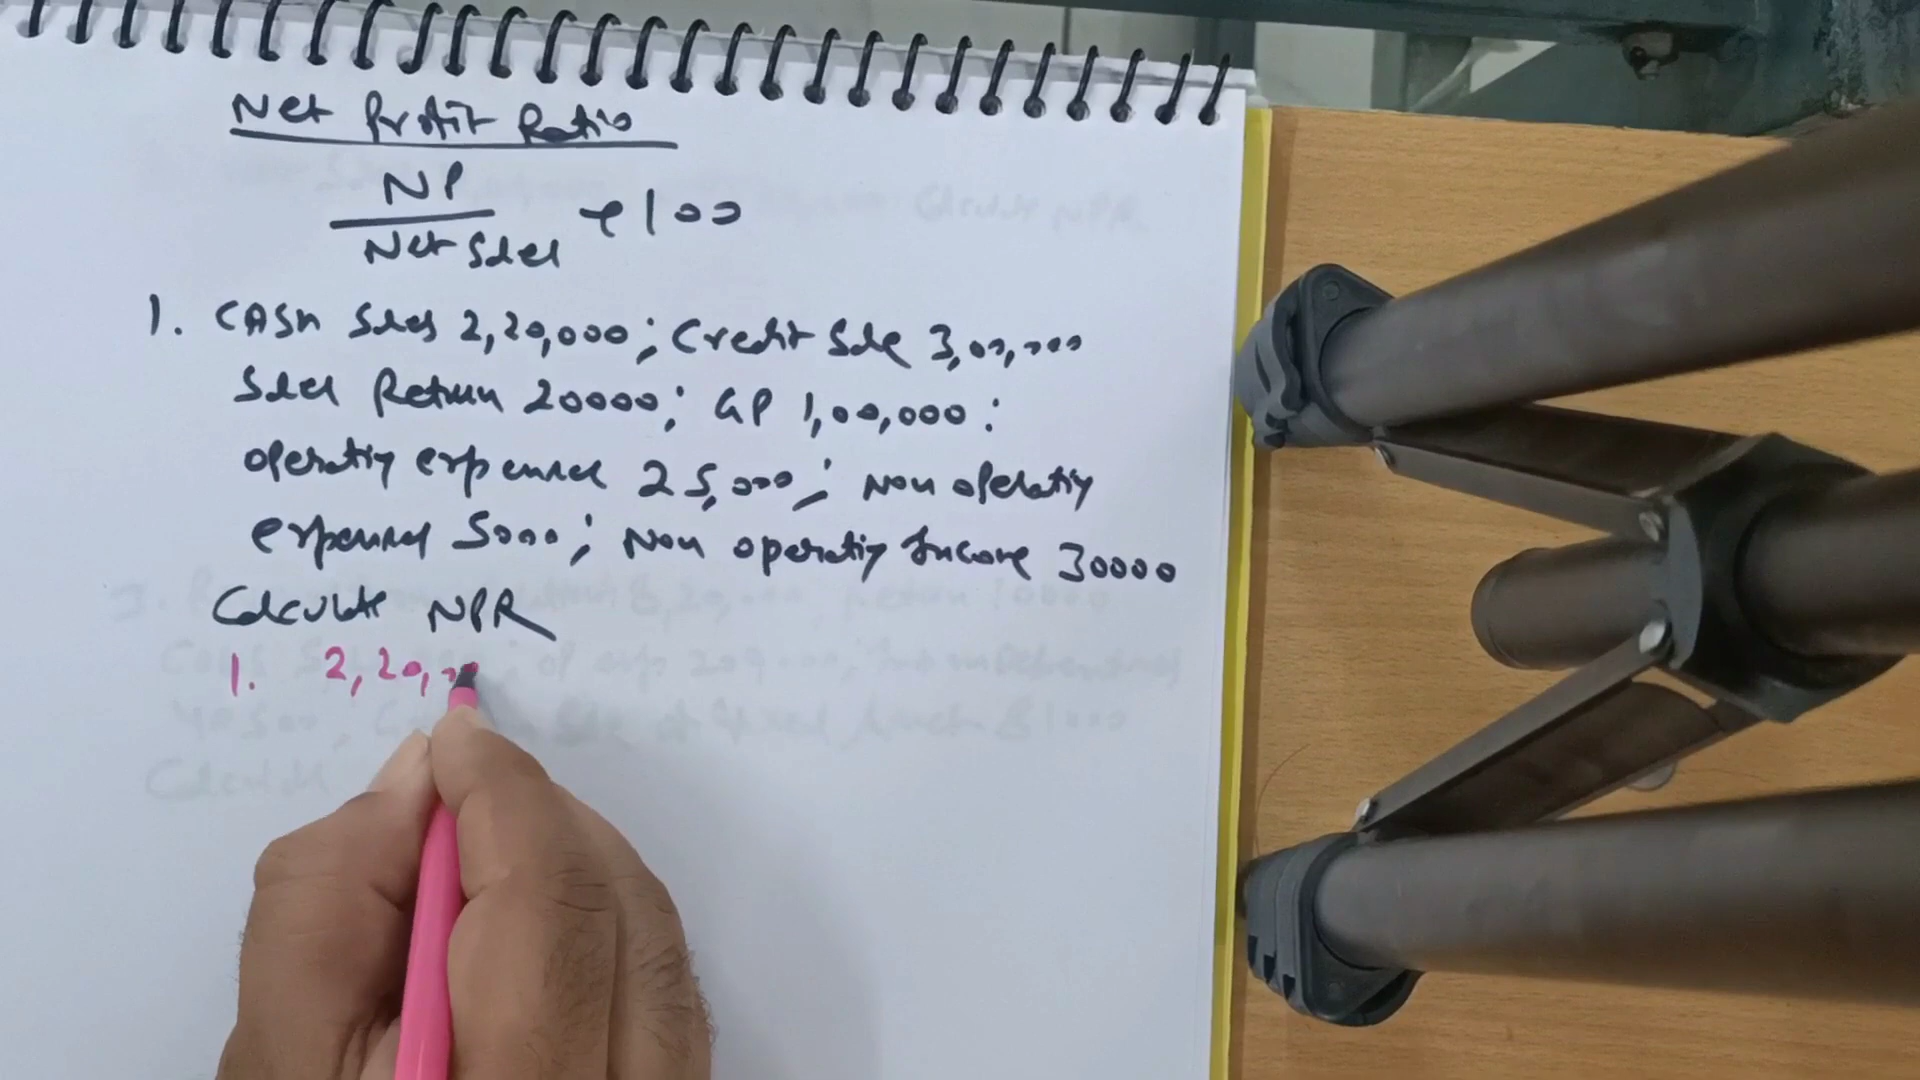 Net Profit Ratio
NP
Net Sales × 100
1. CASH Sales 2,20,000; Credit Sale 3,00,000
Sales Return 20000; GP 1,00,000;
operating expenses 25,000; Non operating
expenses 5000; Non operating Income 30000
Calculate NPR
1. 2,20,00